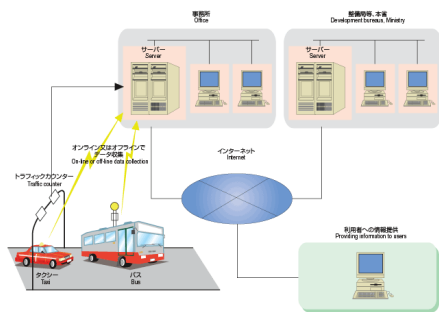 事務所
Office
整備局等、本省
Development bureaus, Ministry
サーバー
Server
サーバー
Server
オンライン又はオフラインで
データ収集
On-line or off-line data collection
インターネット
Internet
トラフィックカウンター
Traffic counter
利用者への情報提供
Providing information to users
タクシー
Taxi
バス
Bus